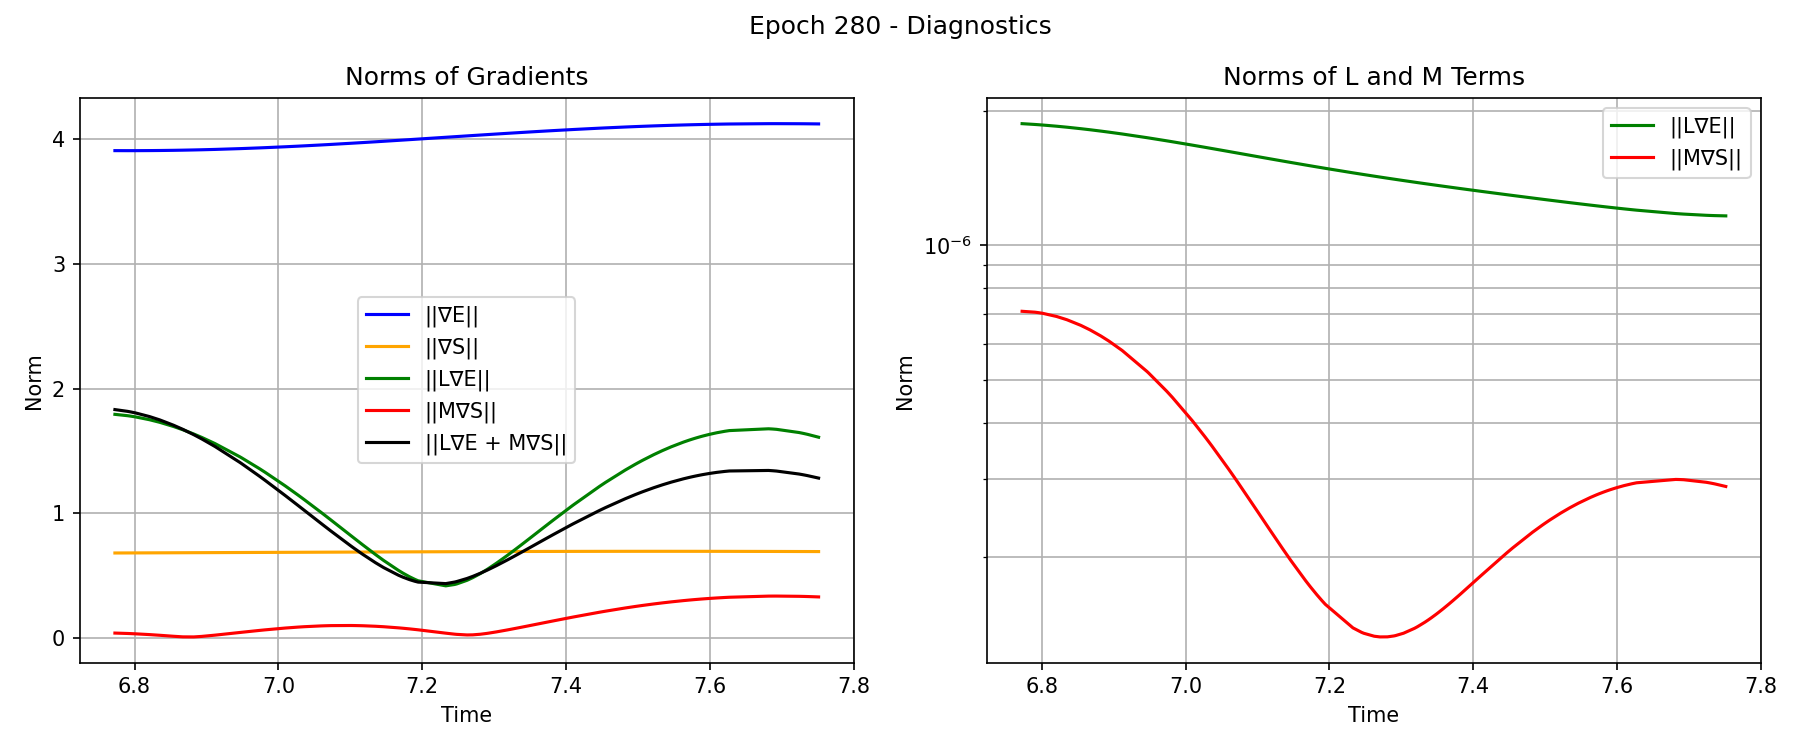 Epoch 280 - Diagnostics
Norms of Gradients
Norm
4
3
2
1
0
||∇E||
||∇S||
||L∇E||
||M∇S||
||L∇E + M∇S||
6.8 7.0 7.2 7.4 7.6 7.8
Time
Norms of L and M Terms
Norm
10⁻⁶
||L∇E||
||M∇S||
6.8 7.0 7.2 7.4 7.6 7.8
Time